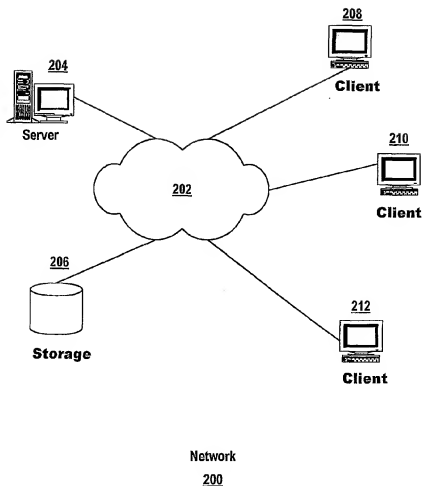 208
204
Client
Server
210
202
Client
206
212
Storage
Client
Network
200